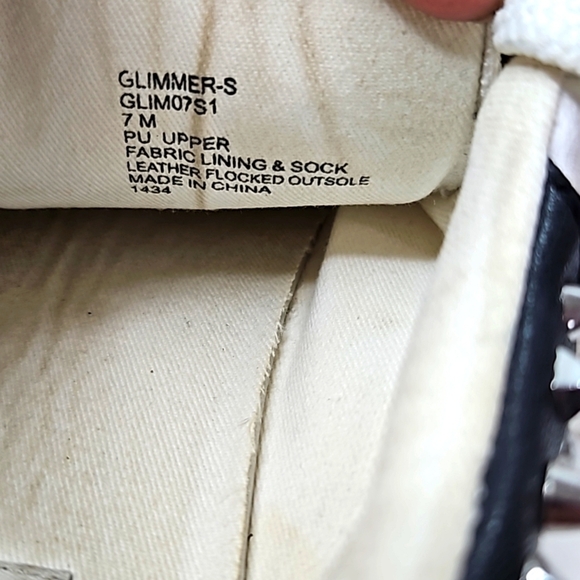 GLIMMER-S
GLIM07S1
7 M
PU UPPER
FABRIC LINING & SOCK
LEATHER FLOCKED OUTSOLE
MADE IN CHINA
1434